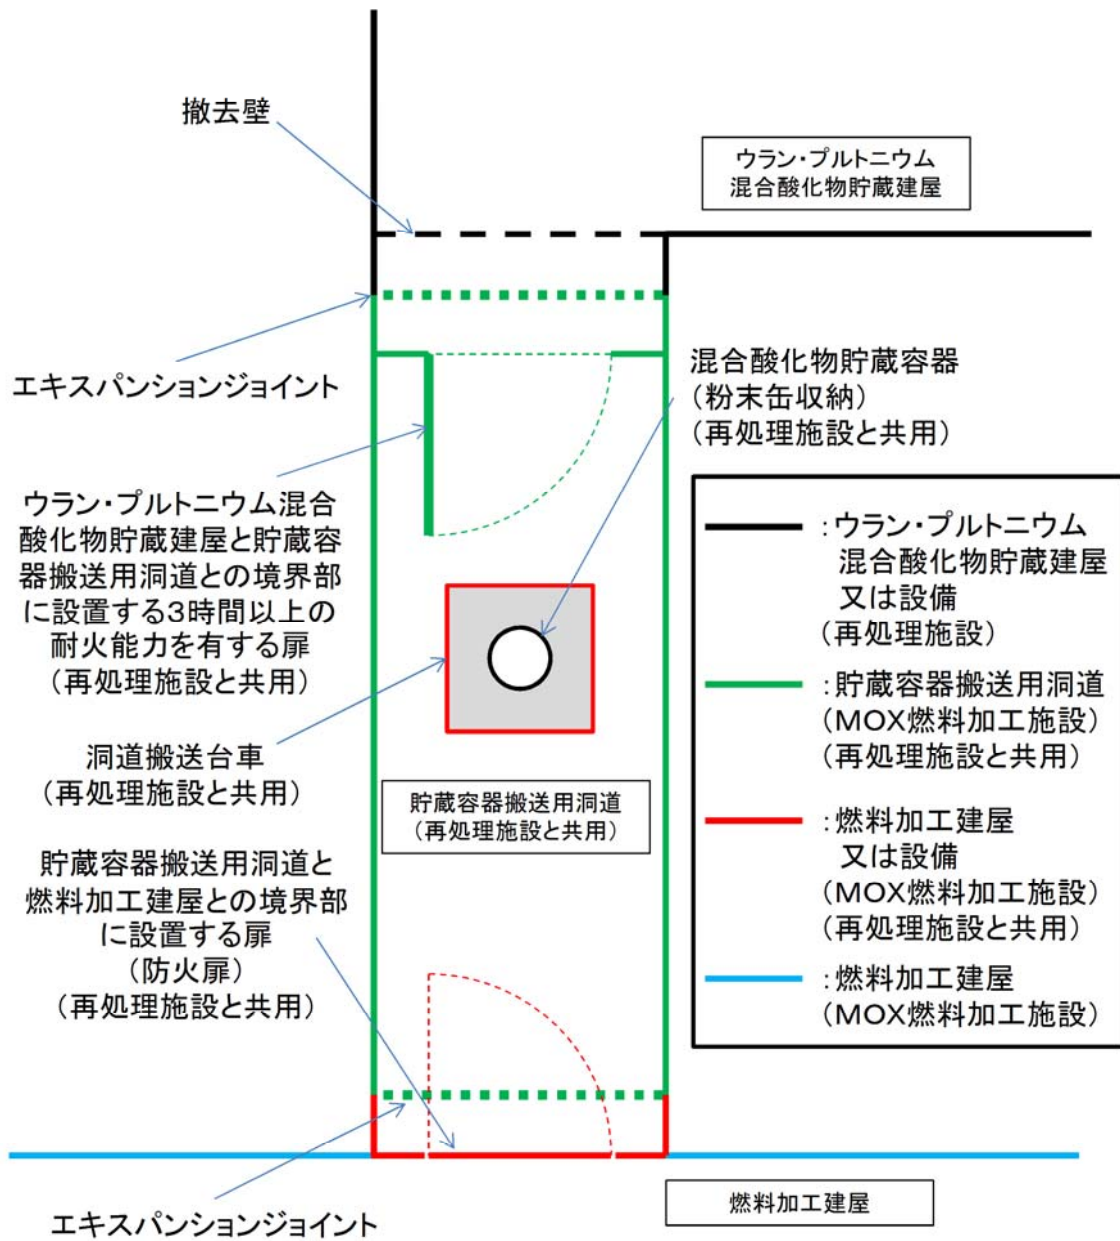 撤去壁
ウラン・プルトニウム
混合酸化物貯蔵建屋
エキスパンションジョイント
混合酸化物貯蔵容器
（粉末缶収納）
（再処理施設と共用）
ウラン・プルトニウム混合
酸化物貯蔵建屋と貯蔵容
器搬送用洞道との境界部
に設置する3時間以上の
耐火能力を有する扉
（再処理施設と共用）
洞道搬送台車
（再処理施設と共用）
貯蔵容器搬送用洞道
（再処理施設と共用）
貯蔵容器搬送用洞道と
燃料加工建屋との境界部
に設置する扉
（防火扉）
（再処理施設と共用）
エキスパンションジョイント
：ウラン・プルトニウム
混合酸化物貯蔵建屋
又は設備
（再処理施設）
：貯蔵容器搬送用洞道
（MOX燃料加工施設）
（再処理施設と共用）
：燃料加工建屋
又は設備
（MOX燃料加工施設）
（再処理施設と共用）
：燃料加工建屋
（MOX燃料加工施設）
燃料加工建屋